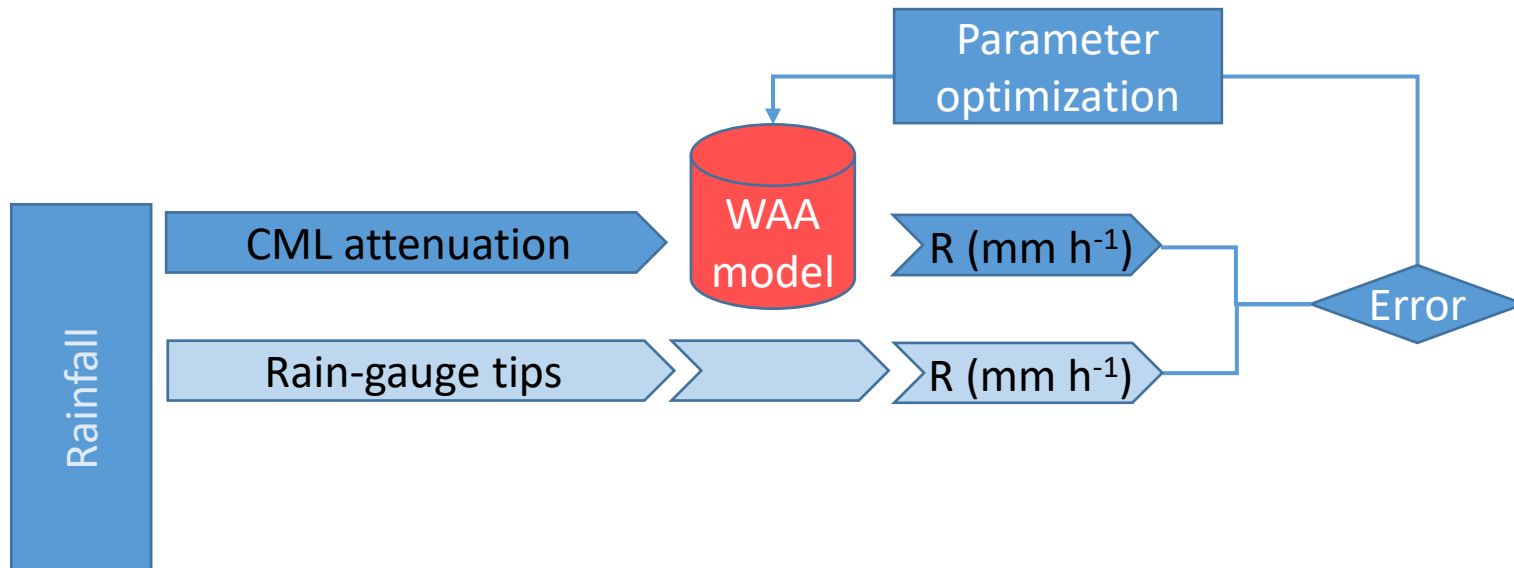 Parameter
optimization
WAA
model
CML attenuation
R (mm h⁻¹)
Error
Rain-gauge tips
R (mm h⁻¹)
Rainfall